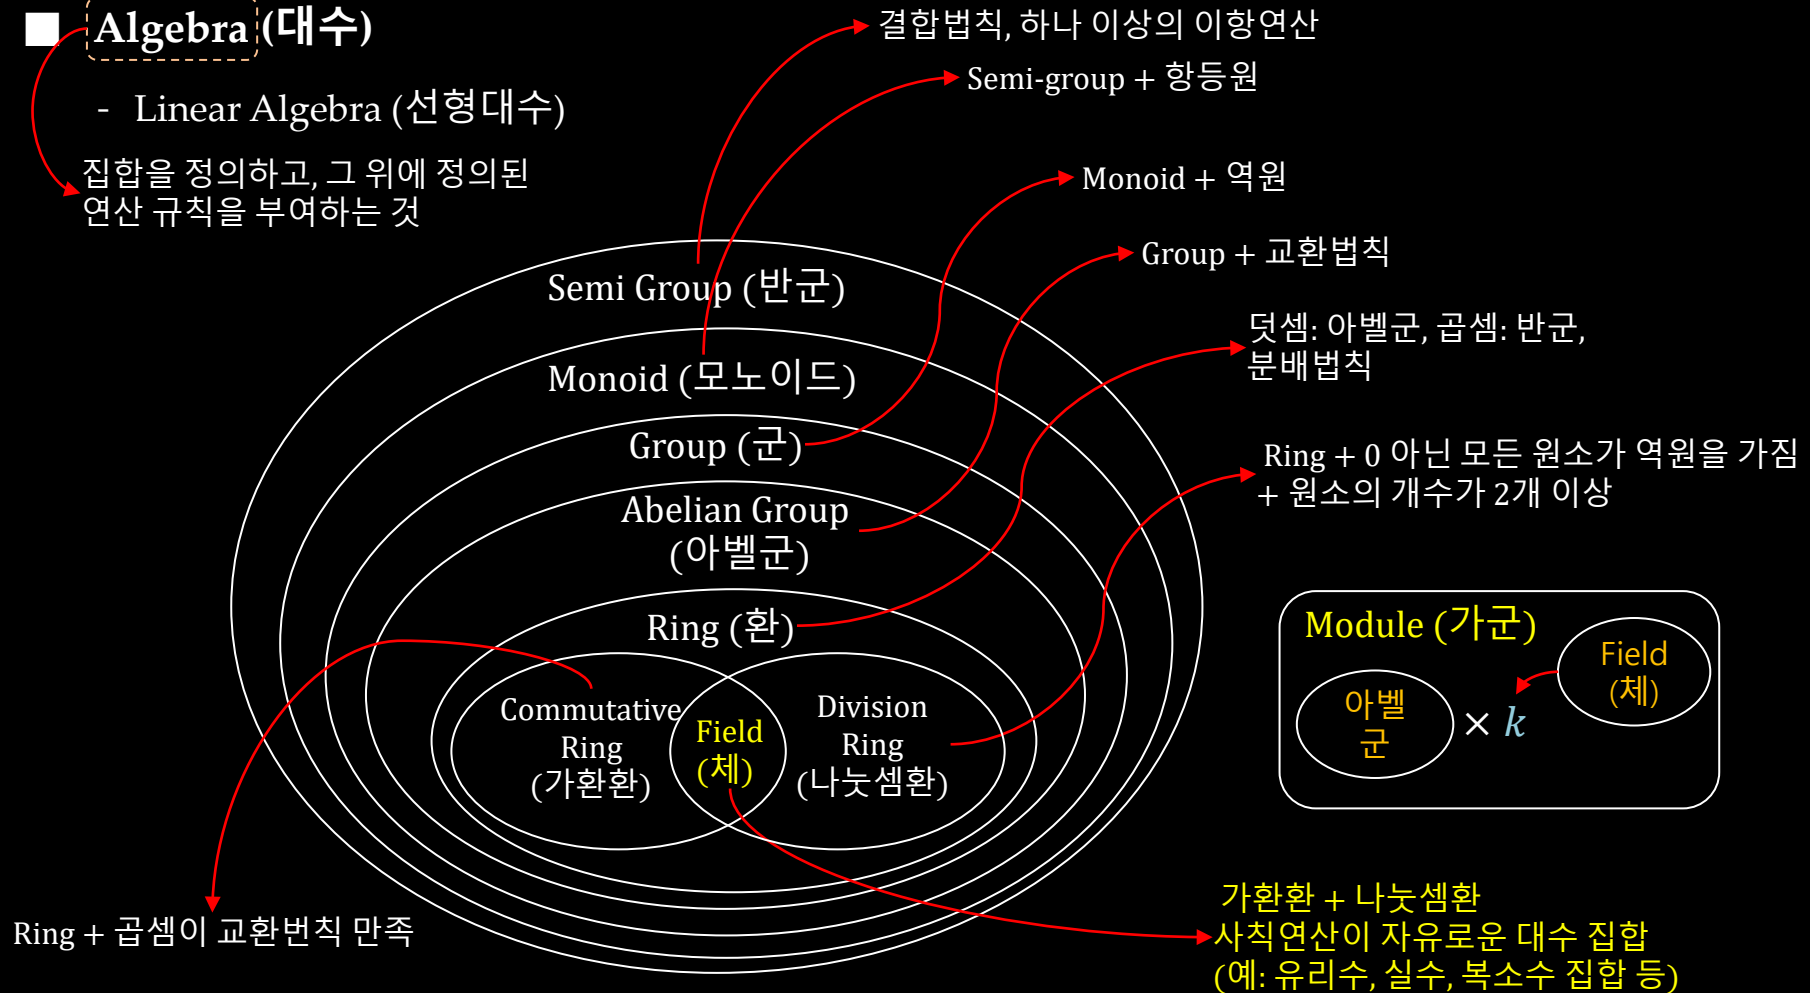 Algebra (대수)
- Linear Algebra (선형대수)
집합을 정의하고, 그 위에 정의된
연산 규칙을 부여하는 것
결합법칙, 하나 이상의 이항연산
Semi-group + 항등원
Monoid + 역원
Group + 교환법칙
덧셈: 아벨군, 곱셈: 반군,
분배법칙
Ring + 0 아닌 모든 원소가 역원을 가짐
+ 원소의 개수가 2개 이상
Semi Group (반군)
Monoid (모노이드)
Group (군)
Abelian Group
(아벨군)
Ring (환)
Commutative
Ring
(가환환)
Field
(체)
Division
Ring
(나눗셈환)
Module (가군)
아벨
군
× k
Field
(체)
Ring + 곱셈이 교환번칙 만족
가환환 + 나눗셈환
사칙연산이 자유로운 대수 집합
(예: 유리수, 실수, 복소수 집합 등)